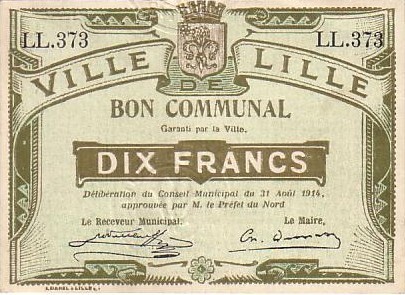 LL.373 LL.373
VILLE DE LILLE
BON COMMUNAL
Garanti par la Ville.
DIX FRANCS
Délibération du Conseil Municipal du 31 Août 1914,
approuvée par M. le Préfet du Nord
Le Receveur Municipal. Le Maire,